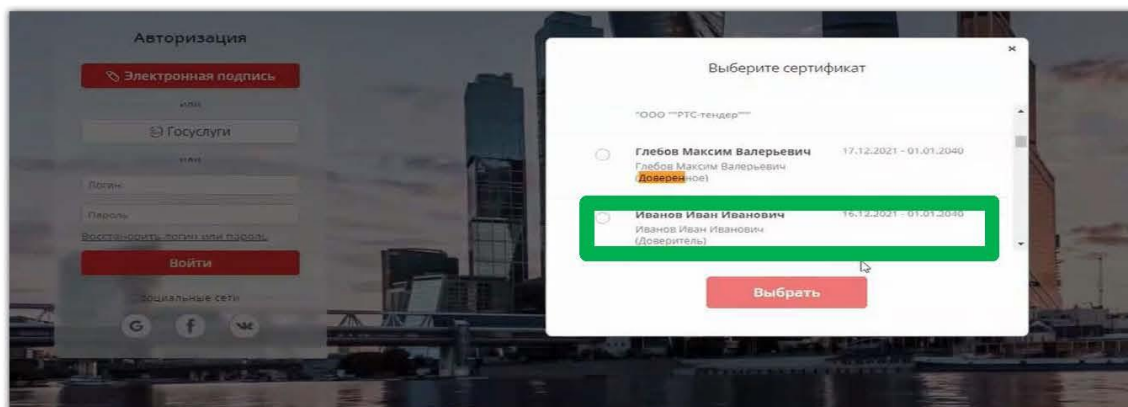 Авторизация
Электронная подпись
или
Госуслуги
или
Логин
Пароль
Восстановить логин или пароль
Войти
Социальные сети
G f
Выберите сертификат
"ООО ""РТС-тендер"""
Глебов Максим Валерьевич 17.12.2021 - 01.01.2040
Глебов Максим Валерьевич
(Доверенное)
Иванов Иван Иванович 16.12.2021 - 01.01.2040
Иванов Иван Иванович
(Доверитель)
Выбрать